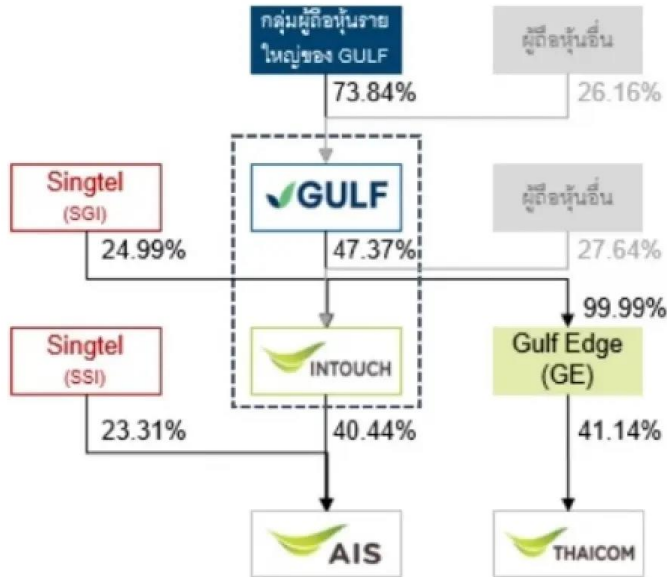 กลุ่มผู้ถือหุ้นราย
ใหญ่ของ GULF
ผู้ถือหุ้นอื่น
73.84%
26.16%
Singtel
(SGI)
GULF
ผู้ถือหุ้นอื่น
24.99%
47.37%
27.64%
99.99%
Singtel
(SSI)
INTOUCH
Gulf Edge
(GE)
23.31%
40.44%
41.14%
AIS
THAICOM